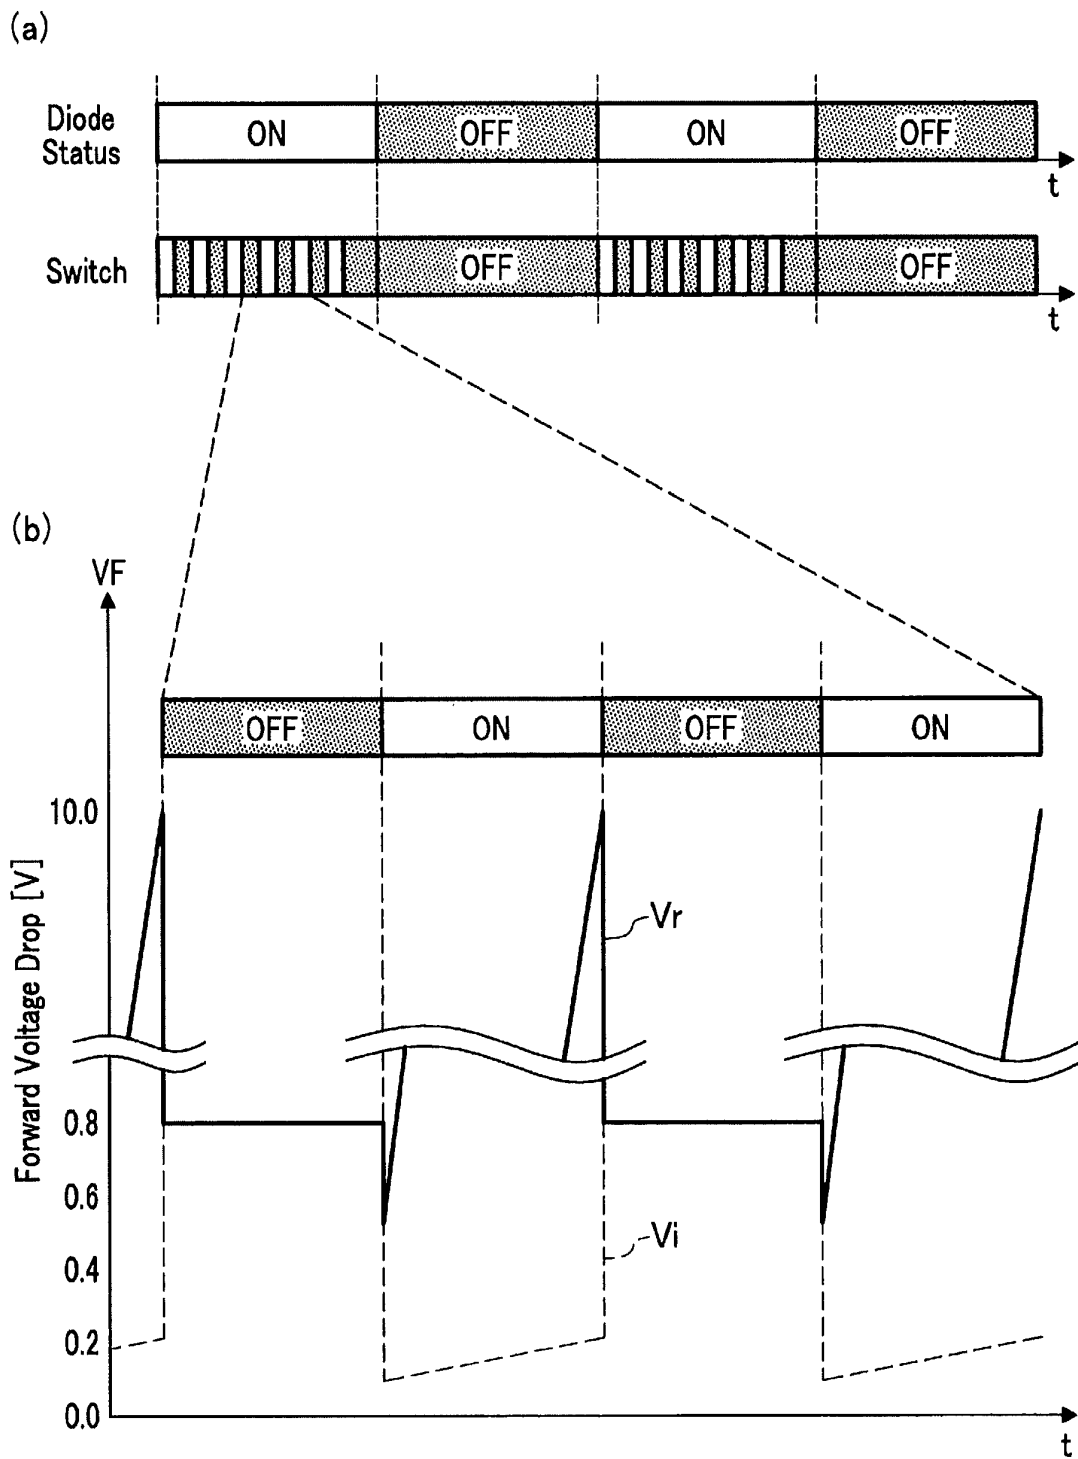 (a)
Diode
Status
ON
OFF
ON
OFF
t
Switch
OFF
OFF
t
(b)
VF
OFF
ON
OFF
ON
10.0
Forward Voltage Drop [V]
Vr
0.8
0.6
Vi
0.4
0.2
0.0
t